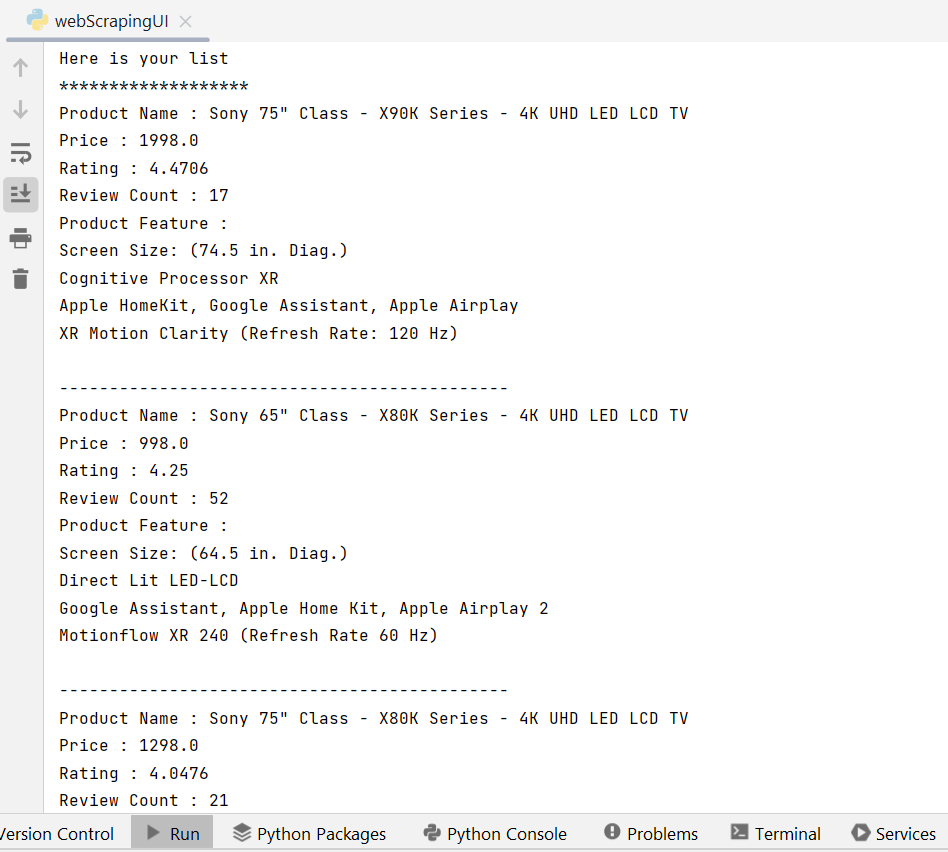 webScrapingUI
Here is your list
*******************
Product Name : Sony 75" Class - X90K Series - 4K UHD LED LCD TV
Price : 1998.0
Rating : 4.4706
Review Count : 17
Product Feature :
Screen Size: (74.5 in. Diag.)
Cognitive Processor XR
Apple HomeKit, Google Assistant, Apple Airplay
XR Motion Clarity (Refresh Rate: 120 Hz)
---------------------------------------------
Product Name : Sony 65" Class - X80K Series - 4K UHD LED LCD TV
Price : 998.0
Rating : 4.25
Review Count : 52
Product Feature :
Screen Size: (64.5 in. Diag.)
Direct Lit LED-LCD
Google Assistant, Apple Home Kit, Apple Airplay 2
Motionflow XR 240 (Refresh Rate 60 Hz)
---------------------------------------------
Product Name : Sony 75" Class - X80K Series - 4K UHD LED LCD TV
Price : 1298.0
Rating : 4.0476
Review Count : 21
Version Control Run Python Packages Python Console Problems Terminal Services